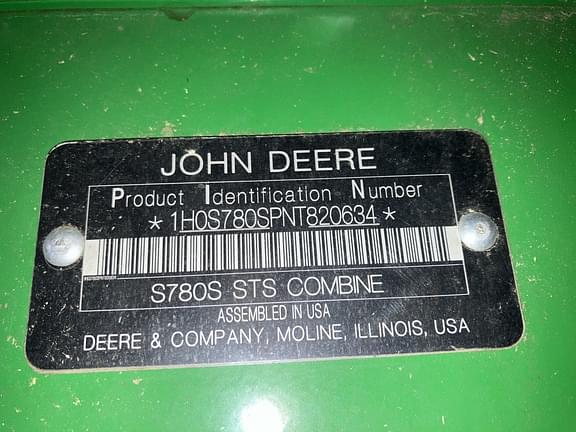 JOHN DEERE
Product Identification Number
*1H0S780SPNT820634*
S780S STS COMBINE
ASSEMBLED IN USA
DEERE & COMPANY, MOLINE, ILLINOIS, USA